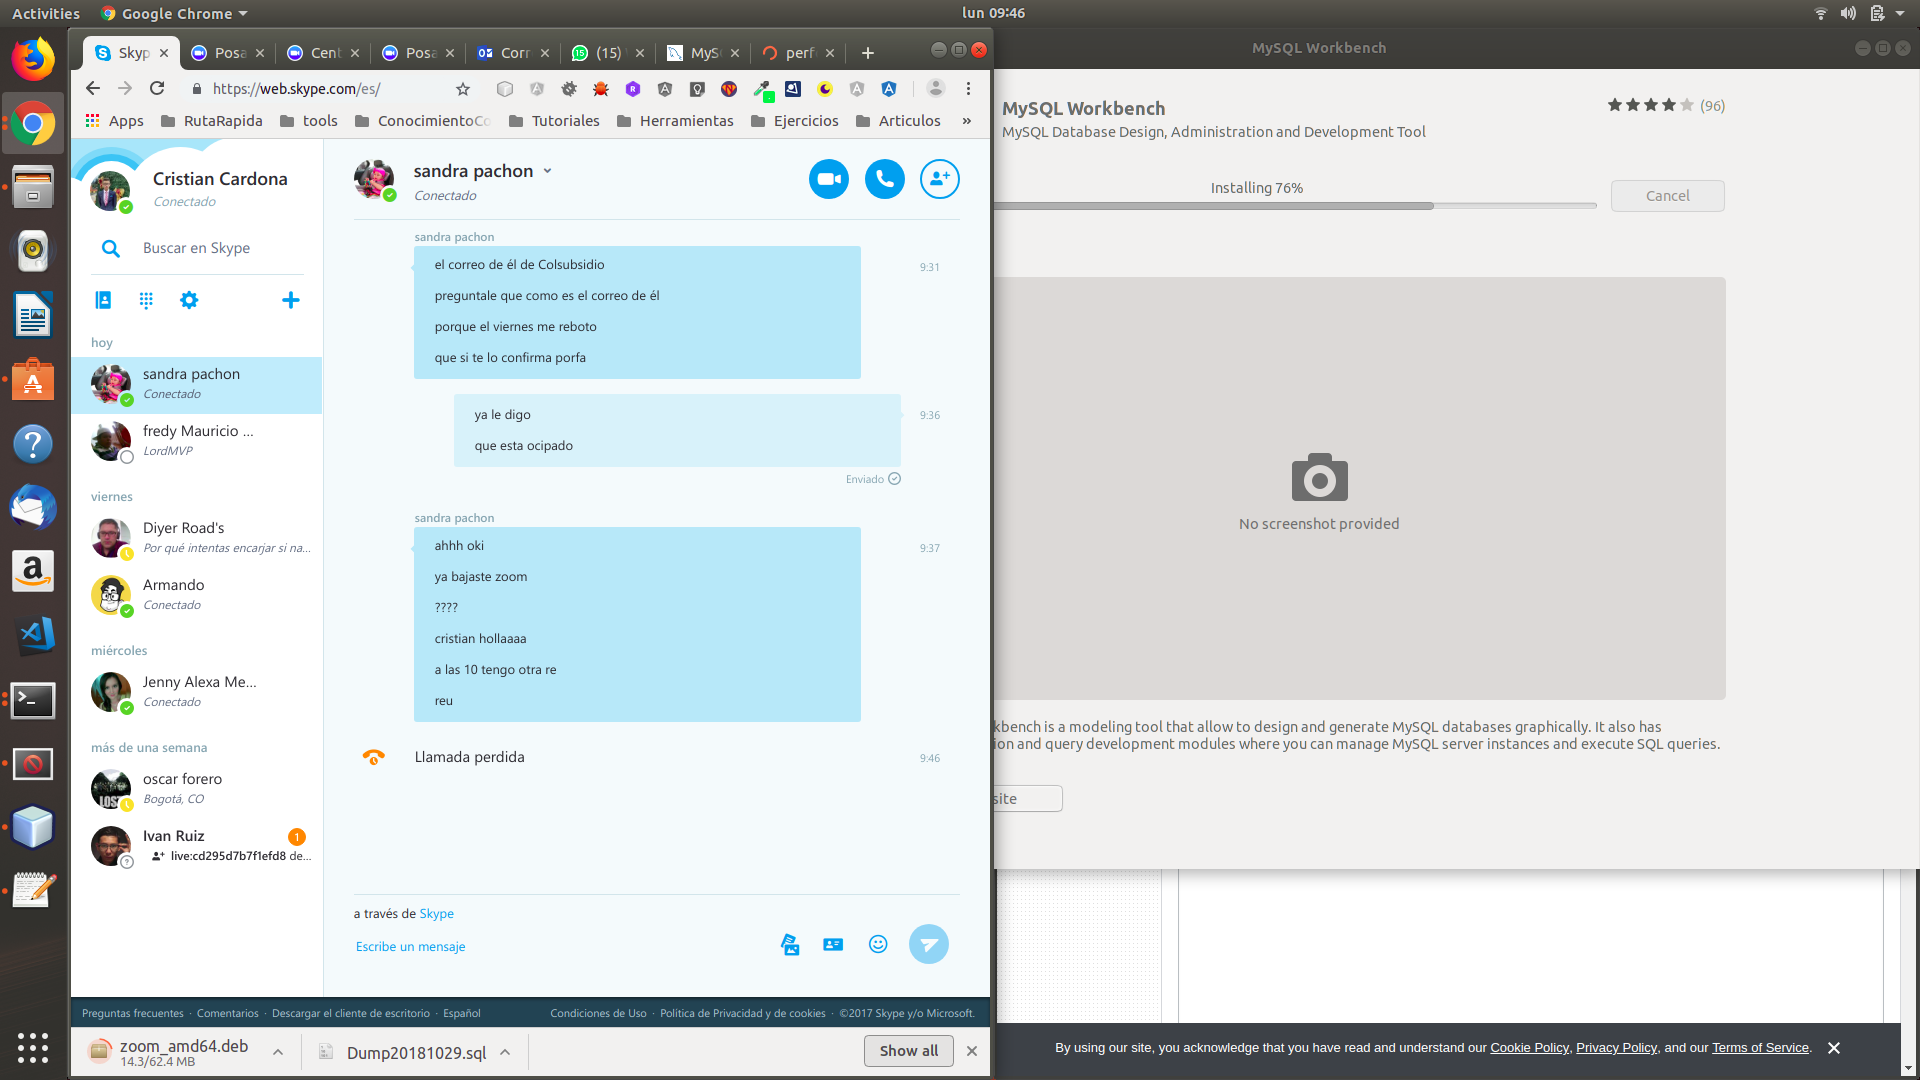 Activities
Google Chrome
lun 09:46
Skyp
Posa
Cent
Posa
Corr
(15)
MyS
perf
https://web.skype.com/es/
Apps
RutaRapida
tools
ConocimientoCo
Tutoriales
Herramientas
Ejercicios
Articulos
»
Cristian Cardona
Conectado
Buscar en Skype
hoy
sandra pachon
Conectado
fredy Mauricio ...
LordMVP
viernes
Diyer Road's
Por qué intentas encarjar si na...
Armando
Conectado
miércoles
Jenny Alexa Me...
Conectado
más de una semana
oscar forero
Bogotá, CO
Ivan Ruiz
1
live:cd295d7b7f1efd8 de...
sandra pachon
Conectado
sandra pachon
el correo de él de Colsubsidio
9:31
preguntale que como es el correo de él
porque el viernes me reboto
que si te lo confirma porfa
ya le digo
9:36
que esta ocipado
Enviado
sandra pachon
ahhh oki
9:37
ya bajaste zoom
????
cristian hollaaaa
a las 10 tengo otra re
reu
Llamada perdida
9:46
a través de Skype
Escribe un mensaje
Preguntas frecuentes · Comentarios · Descargar el cliente de escritorio · Español
Condiciones de Uso · Política de Privacidad y de cookies · ©2017 Skype y/o Microsoft.
zoom_amd64.deb
14.3/62.4 MB
Dump20181029.sql
Show all
MySQL Workbench
MySQL Workbench
(96)
MySQL Database Design, Administration and Development Tool
Installing 76%
Cancel
No screenshot provided
kbench is a modeling tool that allow to design and generate MySQL databases graphically. It also has
ion and query development modules where you can manage MySQL server instances and execute SQL queries.
site
By using our site, you acknowledge that you have read and understand our Cookie Policy, Privacy Policy, and our Terms of Service.